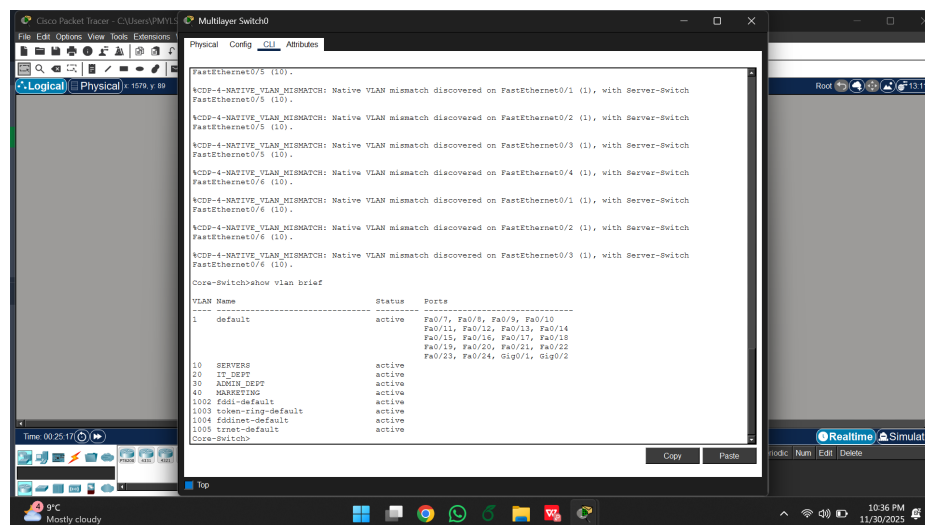 Cisco Packet Tracer - C:\Users\PMYLS
Multilayer Switch0
File Edit Options View Tools Extensions
Physical Config CLI Attributes
Logical Physical x: 1579, y: 89
Root
FastEthernet0/5 (10).
%CDP-4-NATIVE_VLAN_MISMATCH: Native VLAN mismatch discovered on FastEthernet0/1 (1), with Server-Switch
FastEthernet0/5 (10).
%CDP-4-NATIVE_VLAN_MISMATCH: Native VLAN mismatch discovered on FastEthernet0/2 (1), with Server-Switch
FastEthernet0/5 (10).
%CDP-4-NATIVE_VLAN_MISMATCH: Native VLAN mismatch discovered on FastEthernet0/3 (1), with Server-Switch
FastEthernet0/5 (10).
%CDP-4-NATIVE_VLAN_MISMATCH: Native VLAN mismatch discovered on FastEthernet0/4 (1), with Server-Switch
FastEthernet0/6 (10).
%CDP-4-NATIVE_VLAN_MISMATCH: Native VLAN mismatch discovered on FastEthernet0/1 (1), with Server-Switch
FastEthernet0/6 (10).
%CDP-4-NATIVE_VLAN_MISMATCH: Native VLAN mismatch discovered on FastEthernet0/2 (1), with Server-Switch
FastEthernet0/6 (10).
%CDP-4-NATIVE_VLAN_MISMATCH: Native VLAN mismatch discovered on FastEthernet0/3 (1), with Server-Switch
FastEthernet0/6 (10).
Core-Switch>show vlan brief
VLAN Name Status Ports
---- -------------------------------- --------- -------------------------------
1 default active Fa0/7, Fa0/8, Fa0/9, Fa0/10
Fa0/11, Fa0/12, Fa0/13, Fa0/14
Fa0/15, Fa0/16, Fa0/17, Fa0/18
Fa0/19, Fa0/20, Fa0/21, Fa0/22
Fa0/23, Fa0/24, Gig0/1, Gig0/2
10 SERVERS active
20 IT_DEPT active
30 ADMIN_DEPT active
40 MARKETING active
1002 fddi-default active
1003 token-ring-default active
1004 fddinet-default active
1005 trnet-default active
Core-Switch>
Copy Paste
Top
Time: 00:25:17
Realtime Simulat
riodic Num Edit Delete
9°C
Mostly cloudy
10:36 PM
11/30/2025